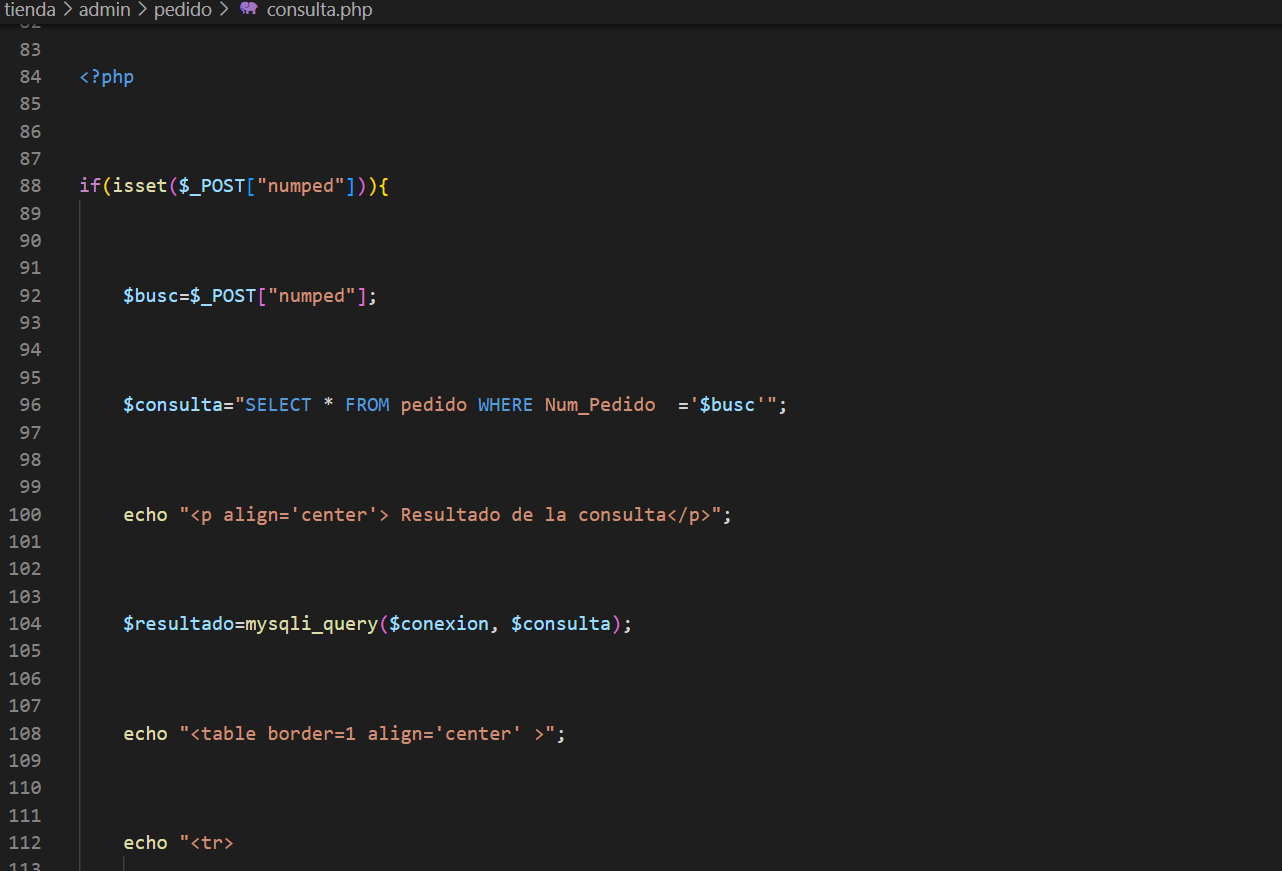 tienda > admin > pedido > consulta.php
82
83
84 <?php
85
86
87
88 if(isset($_POST["numped"])){
89
90
91
92 $busc=$_POST["numped"];
93
94
95
96 $consulta="SELECT * FROM pedido WHERE Num_Pedido  ='$busc'";
97
98
99
100 echo "<p align='center'> Resultado de la consulta</p>";
101
102
103
104 $resultado=mysqli_query($conexion, $consulta);
105
106
107
108 echo "<table border=1 align='center' >";
109
110
111
112 echo "<tr>
113